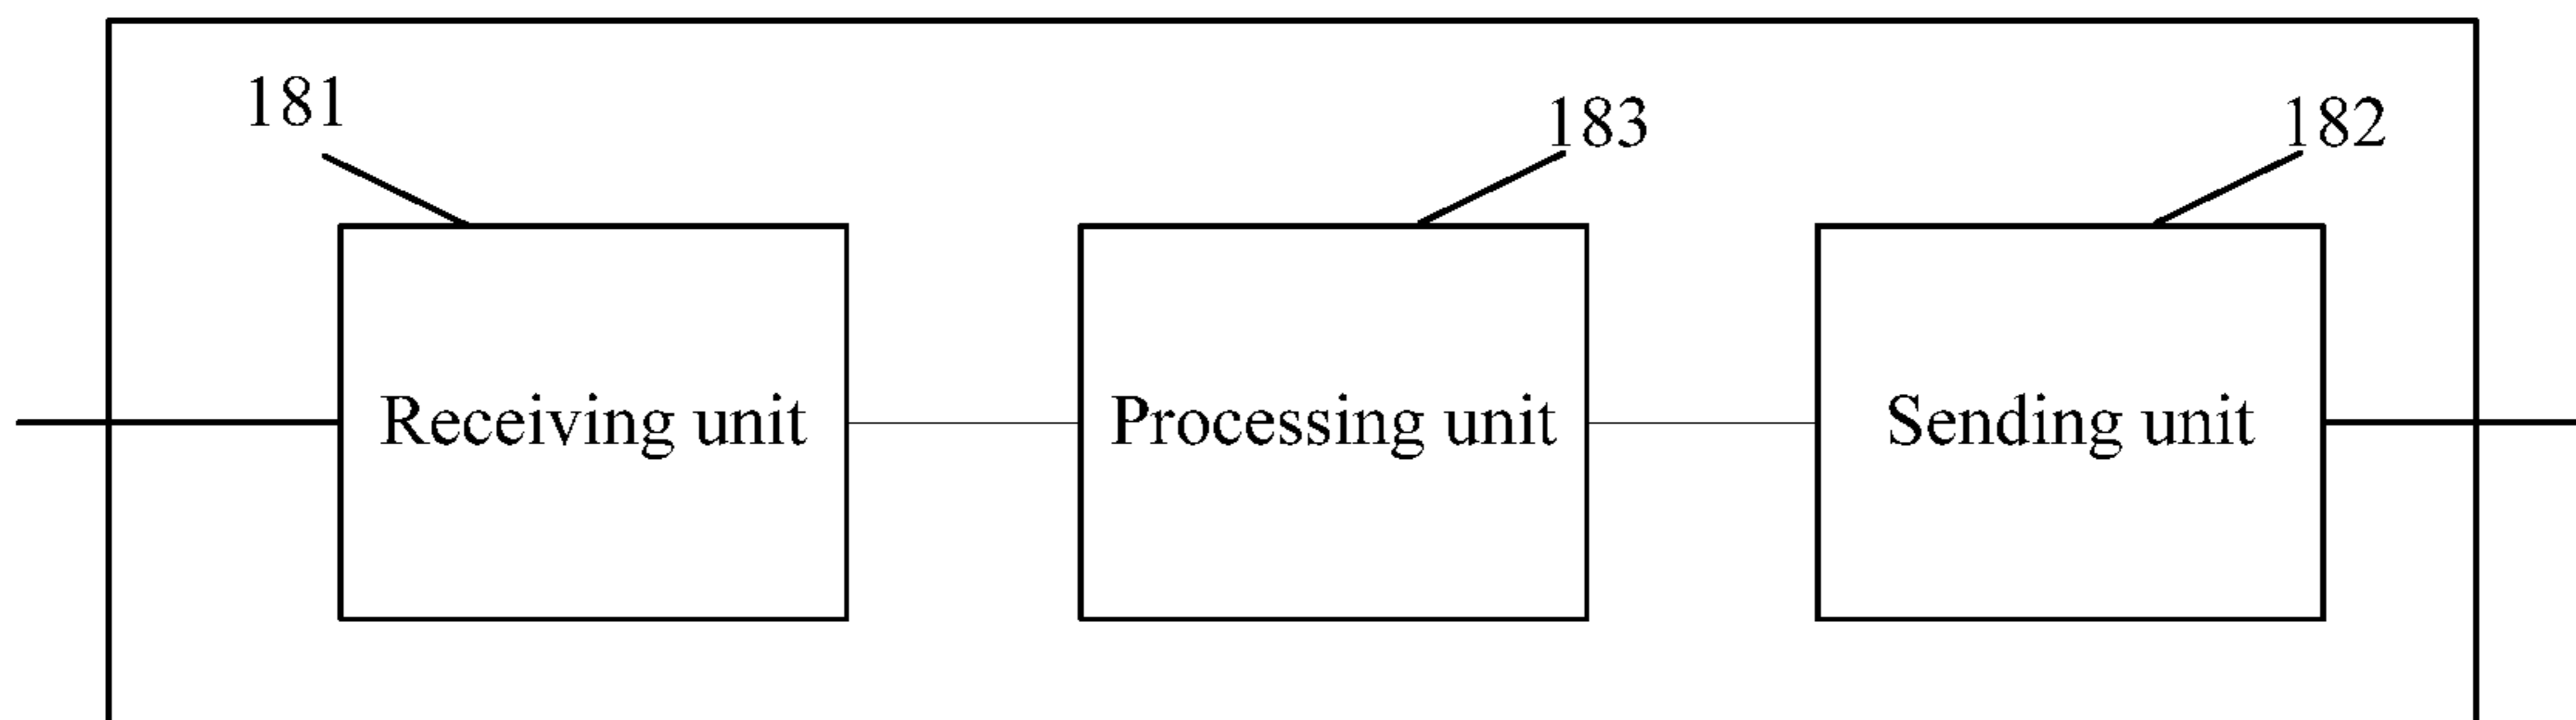 181
183
182
Receiving unit
Processing unit
Sending unit